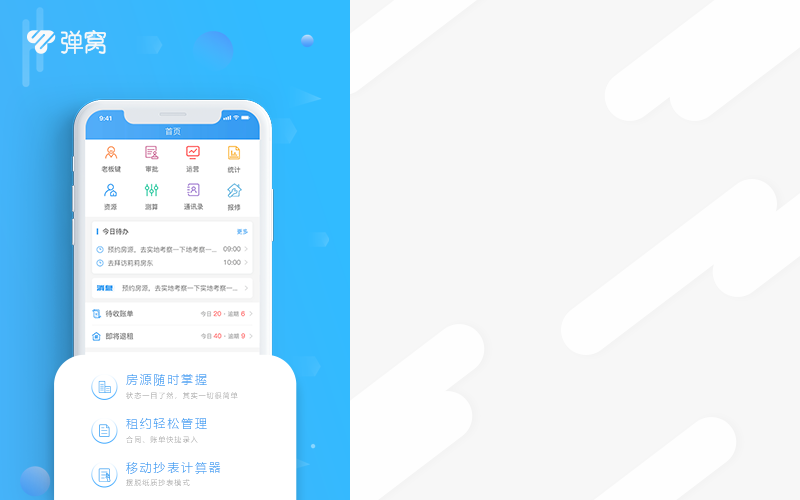 弹窝
9:41
首页
老板键 审批 运营 统计
资源 测算 通讯录 报修
今日待办 更多
预约房源、去实地考察一下地考察一... 09:00
去拜访莉莉房东 10:00
消息 预约房源、去实地考察一下实地考察一...
待收账单 今日 20 · 逾期 6
即将退租 今日 40 · 逾期 9
房源随时掌握
状态一目了然，其实一切很简单
租约轻松管理
合同、账单快捷录入
移动抄表计算器
摆脱纸质抄表模式